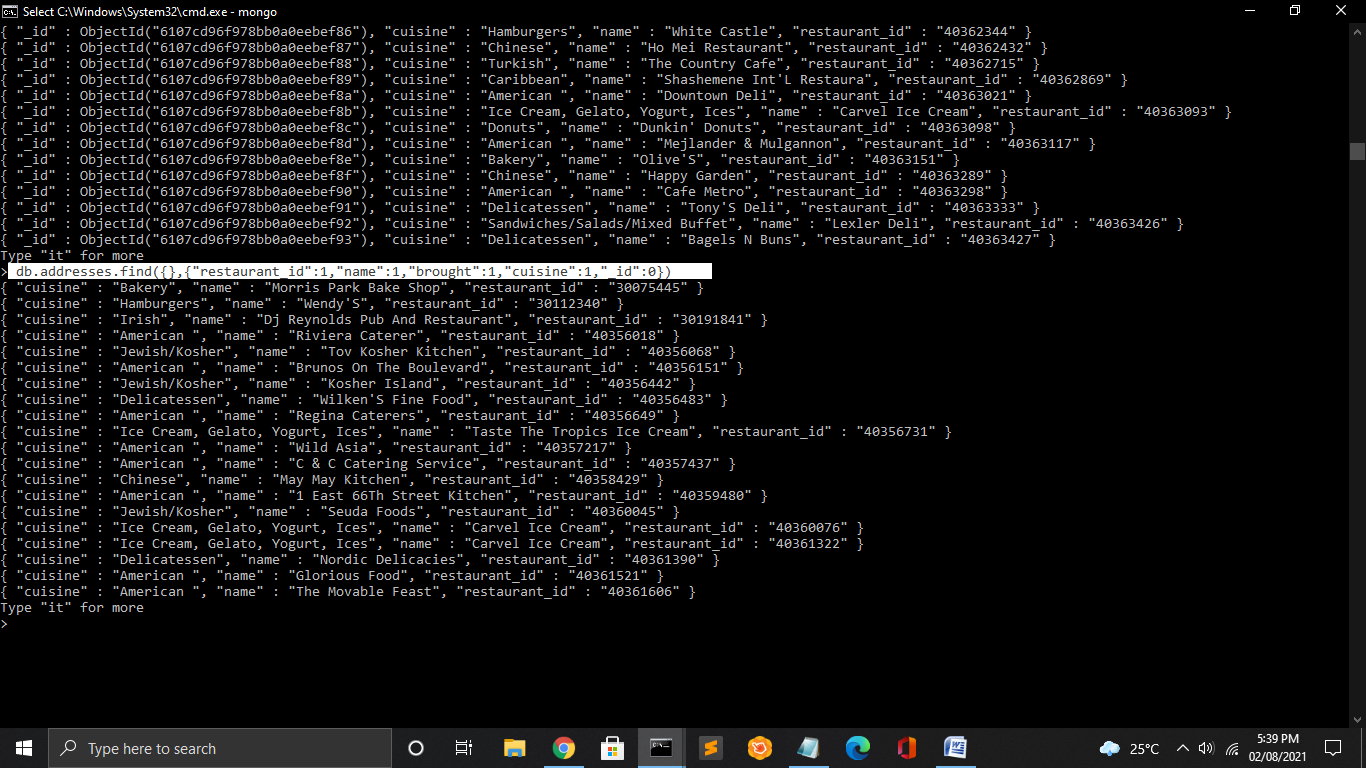 Select C:\Windows\System32\cmd.exe - mongo
{ "_id" : ObjectId("6107cd96f978bb0a0eebef86"), "cuisine" : "Hamburgers", "name" : "White Castle", "restaurant_id" : "40362344" }
{ "_id" : ObjectId("6107cd96f978bb0a0eebef87"), "cuisine" : "Chinese", "name" : "Ho Mei Restaurant", "restaurant_id" : "40362432" }
{ "_id" : ObjectId("6107cd96f978bb0a0eebef88"), "cuisine" : "Turkish", "name" : "The Country Cafe", "restaurant_id" : "40362715" }
{ "_id" : ObjectId("6107cd96f978bb0a0eebef89"), "cuisine" : "Caribbean", "name" : "Shashemene Int'L Restaura", "restaurant_id" : "40362869" }
{ "_id" : ObjectId("6107cd96f978bb0a0eebef8a"), "cuisine" : "American ", "name" : "Downtown Deli", "restaurant_id" : "40363021" }
{ "_id" : ObjectId("6107cd96f978bb0a0eebef8b"), "cuisine" : "Ice Cream, Gelato, Yogurt, Ices", "name" : "Carvel Ice Cream", "restaurant_id" : "40363093" }
{ "_id" : ObjectId("6107cd96f978bb0a0eebef8c"), "cuisine" : "Donuts", "name" : "Dunkin' Donuts", "restaurant_id" : "40363098" }
{ "_id" : ObjectId("6107cd96f978bb0a0eebef8d"), "cuisine" : "American ", "name" : "Mejlander & Mulgannon", "restaurant_id" : "40363117" }
{ "_id" : ObjectId("6107cd96f978bb0a0eebef8e"), "cuisine" : "Bakery", "name" : "Olive'S", "restaurant_id" : "40363151" }
{ "_id" : ObjectId("6107cd96f978bb0a0eebef8f"), "cuisine" : "Chinese", "name" : "Happy Garden", "restaurant_id" : "40363289" }
{ "_id" : ObjectId("6107cd96f978bb0a0eebef90"), "cuisine" : "American ", "name" : "Cafe Metro", "restaurant_id" : "40363298" }
{ "_id" : ObjectId("6107cd96f978bb0a0eebef91"), "cuisine" : "Delicatessen", "name" : "Tony'S Deli", "restaurant_id" : "40363333" }
{ "_id" : ObjectId("6107cd96f978bb0a0eebef92"), "cuisine" : "Sandwiches/Salads/Mixed Buffet", "name" : "Lexler Deli", "restaurant_id" : "40363426" }
{ "_id" : ObjectId("6107cd96f978bb0a0eebef93"), "cuisine" : "Delicatessen", "name" : "Bagels N Buns", "restaurant_id" : "40363427" }
Type "it" for more
> db.addresses.find({},{"restaurant_id":1,"name":1,"brought":1,"cuisine":1,"_id":0})
{ "cuisine" : "Bakery", "name" : "Morris Park Bake Shop", "restaurant_id" : "30075445" }
{ "cuisine" : "Hamburgers", "name" : "Wendy'S", "restaurant_id" : "30112340" }
{ "cuisine" : "Irish", "name" : "Dj Reynolds Pub And Restaurant", "restaurant_id" : "30191841" }
{ "cuisine" : "American ", "name" : "Riviera Caterer", "restaurant_id" : "40356018" }
{ "cuisine" : "Jewish/Kosher", "name" : "Tov Kosher Kitchen", "restaurant_id" : "40356068" }
{ "cuisine" : "American ", "name" : "Brunos On The Boulevard", "restaurant_id" : "40356151" }
{ "cuisine" : "Jewish/Kosher", "name" : "Kosher Island", "restaurant_id" : "40356442" }
{ "cuisine" : "Delicatessen", "name" : "Wilken'S Fine Food", "restaurant_id" : "40356483" }
{ "cuisine" : "American ", "name" : "Regina Caterers", "restaurant_id" : "40356649" }
{ "cuisine" : "Ice Cream, Gelato, Yogurt, Ices", "name" : "Taste The Tropics Ice Cream", "restaurant_id" : "40356731" }
{ "cuisine" : "American ", "name" : "Wild Asia", "restaurant_id" : "40357217" }
{ "cuisine" : "American ", "name" : "C & C Catering Service", "restaurant_id" : "40357437" }
{ "cuisine" : "Chinese", "name" : "May May Kitchen", "restaurant_id" : "40358429" }
{ "cuisine" : "American ", "name" : "1 East 66Th Street Kitchen", "restaurant_id" : "40359480" }
{ "cuisine" : "Jewish/Kosher", "name" : "Seuda Foods", "restaurant_id" : "40360045" }
{ "cuisine" : "Ice Cream, Gelato, Yogurt, Ices", "name" : "Carvel Ice Cream", "restaurant_id" : "40360076" }
{ "cuisine" : "Ice Cream, Gelato, Yogurt, Ices", "name" : "Carvel Ice Cream", "restaurant_id" : "40361322" }
{ "cuisine" : "Delicatessen", "name" : "Nordic Delicacies", "restaurant_id" : "40361390" }
{ "cuisine" : "American ", "name" : "Glorious Food", "restaurant_id" : "40361521" }
{ "cuisine" : "American ", "name" : "The Movable Feast", "restaurant_id" : "40361606" }
Type "it" for more
>
Type here to search
25°C
5:39 PM
02/08/2021